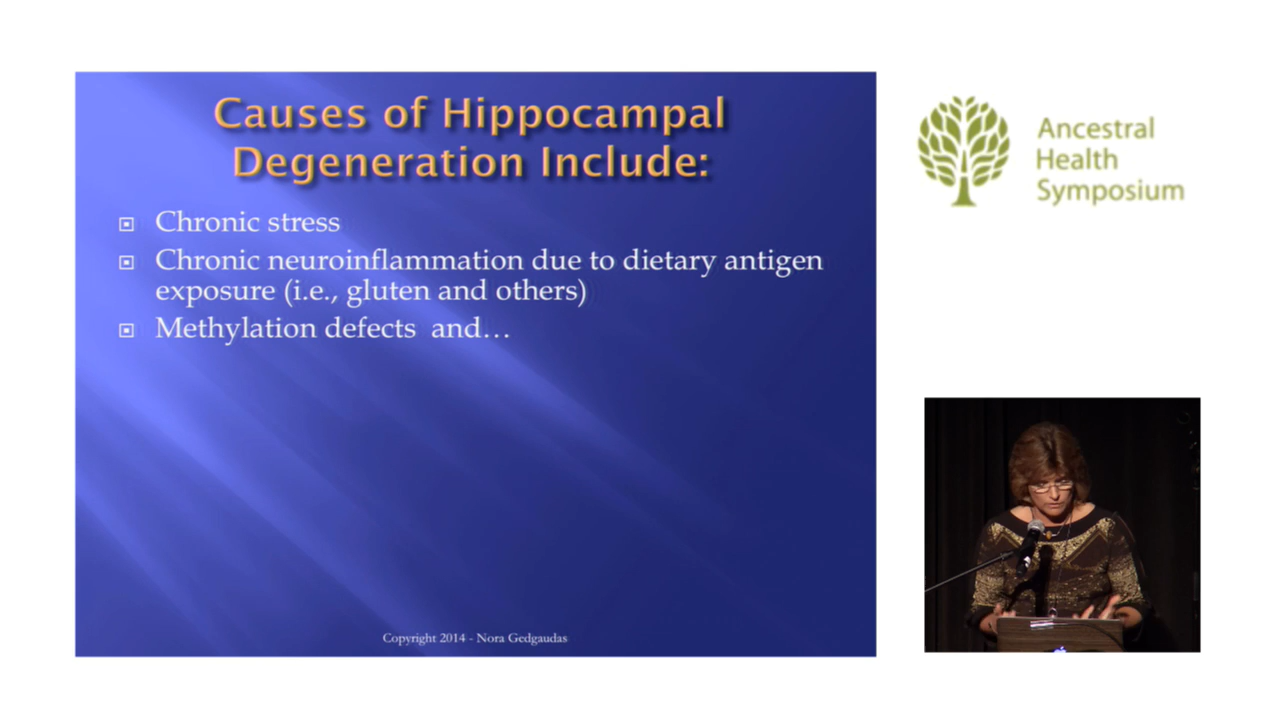 Causes of Hippocampal
Degeneration Include:
Chronic stress
Chronic neuroinflammation due to dietary antigen
exposure (i.e., gluten and others)
Methylation defects  and…
Copyright 2014 - Nora Gedgaudas
Ancestral
Health
Symposium